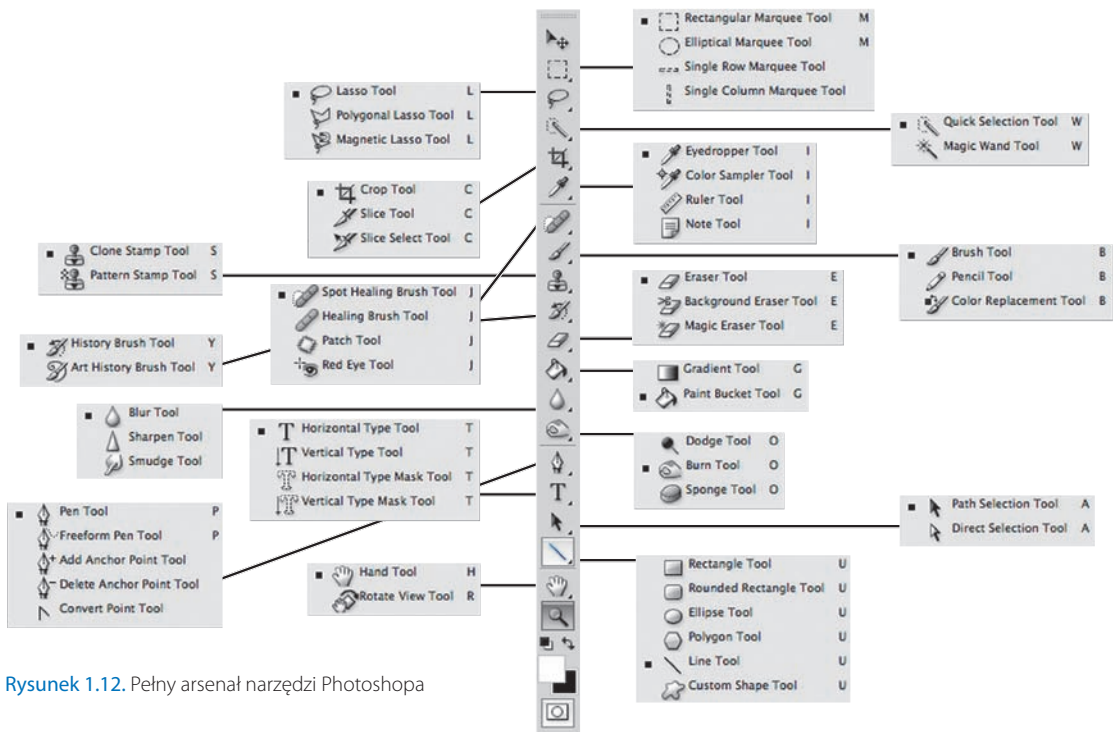 Rectangular Marquee Tool M
Elliptical Marquee Tool M
Single Row Marquee Tool
Single Column Marquee Tool
Lasso Tool L
Polygonal Lasso Tool L
Magnetic Lasso Tool L
Quick Selection Tool W
Magic Wand Tool W
Eyedropper Tool I
Color Sampler Tool I
Ruler Tool I
Note Tool I
Crop Tool C
Slice Tool C
Slice Select Tool C
Clone Stamp Tool S
Pattern Stamp Tool S
Brush Tool B
Pencil Tool B
Color Replacement Tool B
Eraser Tool E
Background Eraser Tool E
Magic Eraser Tool E
Spot Healing Brush Tool J
Healing Brush Tool J
Patch Tool J
Red Eye Tool J
History Brush Tool Y
Art History Brush Tool Y
Gradient Tool G
Paint Bucket Tool G
Blur Tool
Sharpen Tool
Smudge Tool
Horizontal Type Tool T
Vertical Type Tool T
Horizontal Type Mask Tool T
Vertical Type Mask Tool T
Dodge Tool O
Burn Tool O
Sponge Tool O
Pen Tool P
Freeform Pen Tool P
Add Anchor Point Tool
Delete Anchor Point Tool
Convert Point Tool
Path Selection Tool A
Direct Selection Tool A
Hand Tool H
Rotate View Tool R
Rectangle Tool U
Rounded Rectangle Tool U
Ellipse Tool U
Polygon Tool U
Line Tool U
Custom Shape Tool U
Rysunek 1.12. Pełny arsenał narzędzi Photoshopa